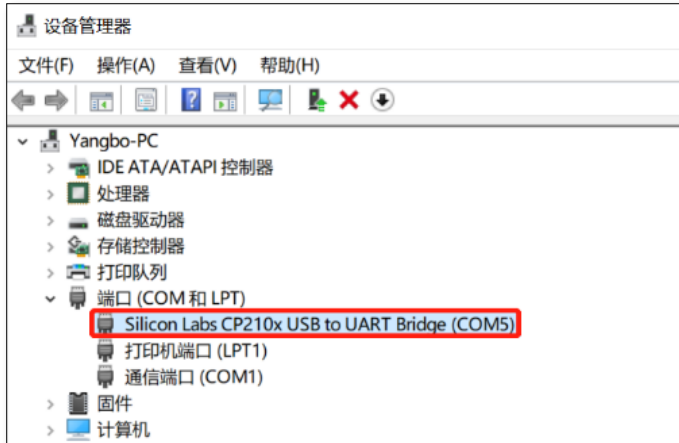 设备管理器
文件(F) 操作(A) 查看(V) 帮助(H)
Yangbo-PC
IDE ATA/ATAPI 控制器
处理器
磁盘驱动器
存储控制器
打印队列
端口 (COM 和 LPT)
Silicon Labs CP210x USB to UART Bridge (COM5)
打印机端口 (LPT1)
通信端口 (COM1)
固件
计算机